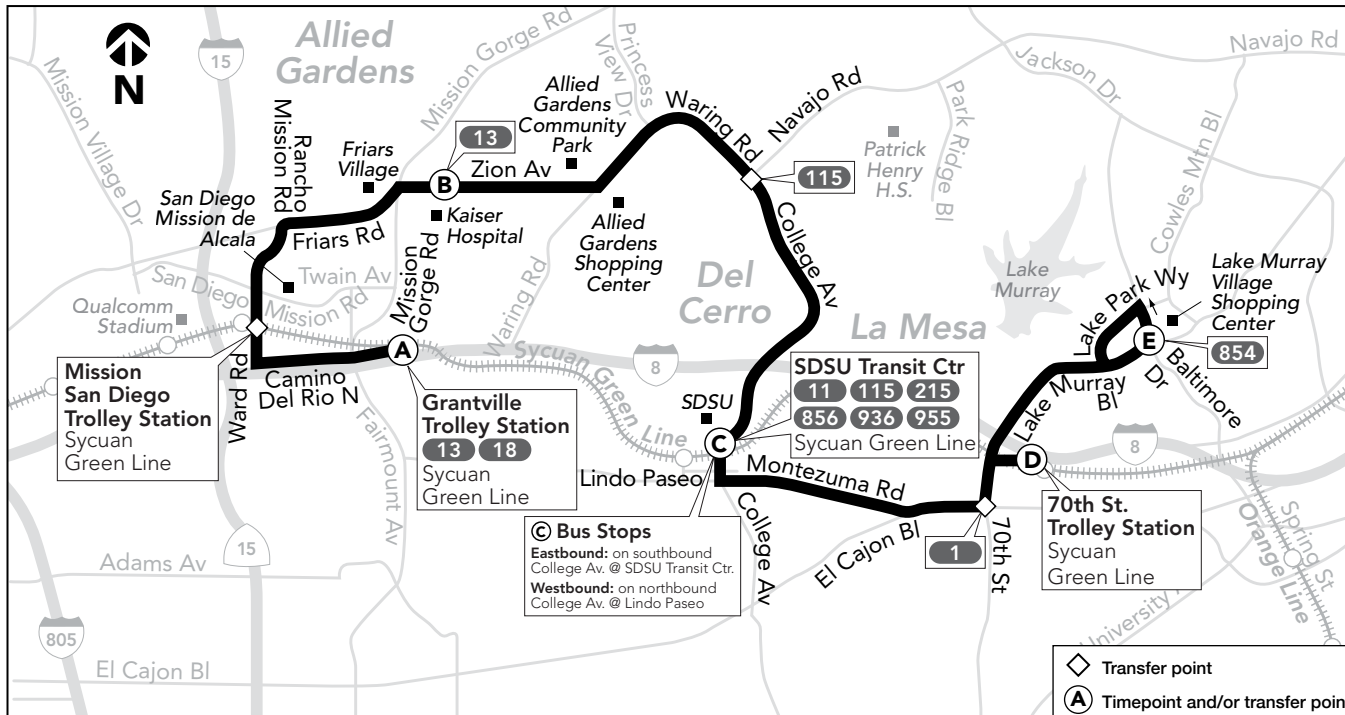 N
Allied
Gardens
15
Mission Village Dr
Mission Gorge Rd
Princess
View Dr
Waring Rd
Navajo Rd
Jackson Dr
Navajo Rd
Park Ridge Bl
Cowles Mtn Bl
Rancho
Mission Rd
Friars
Village
13
B
Zion Av
Allied
Gardens
Community
Park
115
Patrick
Henry
H.S.
San Diego
Mission de
Alcala
Friars Rd
Kaiser
Hospital
Allied
Gardens
Shopping
Center
College Av
Twain Av
San Diego Mission Rd
Mission
Gorge Rd
Waring Rd
Del
Cerro
Lake
Murray
Lake Park Wy
Lake Murray
Village
Shopping
Center
E
854
Qualcomm
Stadium
A
Sycuan Green Line
8
La Mesa
Lake Murray
Bl
Baltimore
Dr
Mission
San Diego
Trolley Station
Sycuan
Green Line
Ward Rd
Camino
Del Rio N
Fairmount Av
Grantville
Trolley Station
13 18
Sycuan
Green Line
SDSU
C
SDSU Transit Ctr
11 115 215
856 936 955
Sycuan Green Line
Lindo Paseo
Montezuma Rd
College Av
El Cajon Bl
D
8
70th St.
Trolley Station
Sycuan
Green Line
1
70th St
Orange Line
Spring St
C Bus Stops
Eastbound: on southbound
College Av. @ SDSU Transit Ctr.
Westbound: on northbound
College Av. @ Lindo Paseo
15
Adams Av
805
El Cajon Bl
University
Transfer point
A Timepoint and/or transfer point